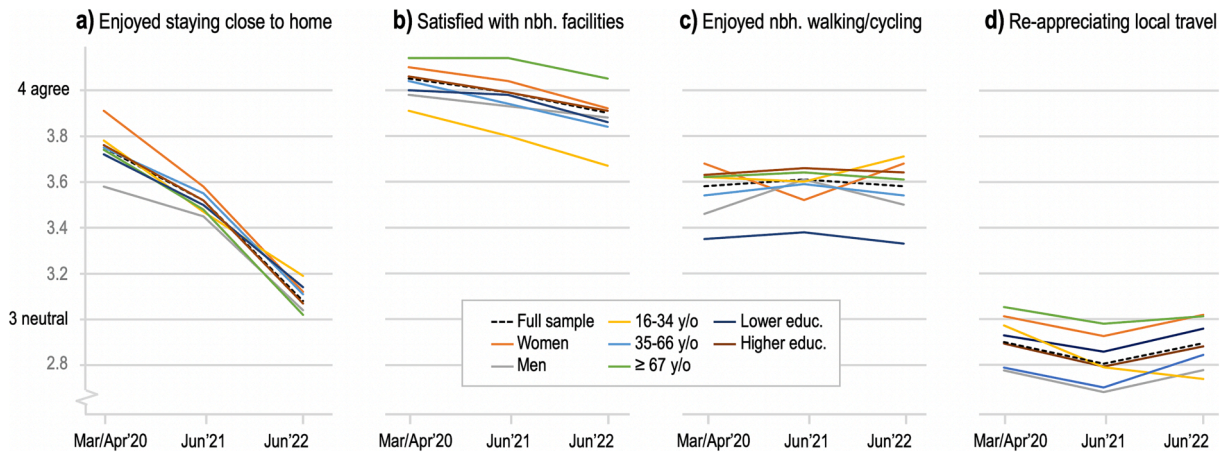 a) Enjoyed staying close to home
b) Satisfied with nbh. facilities
c) Enjoyed nbh. walking/cycling
d) Re-appreciating local travel
4 agree
3.8
3.6
3.4
3.2
3 neutral
2.8
Full sample
Women
Men
16-34 y/o
35-66 y/o
≥ 67 y/o
Lower educ.
Higher educ.
Mar/Apr'20 Jun'21 Jun'22
Mar/Apr'20 Jun'21 Jun'22
Mar/Apr'20 Jun'21 Jun'22
Mar/Apr'20 Jun'21 Jun'22